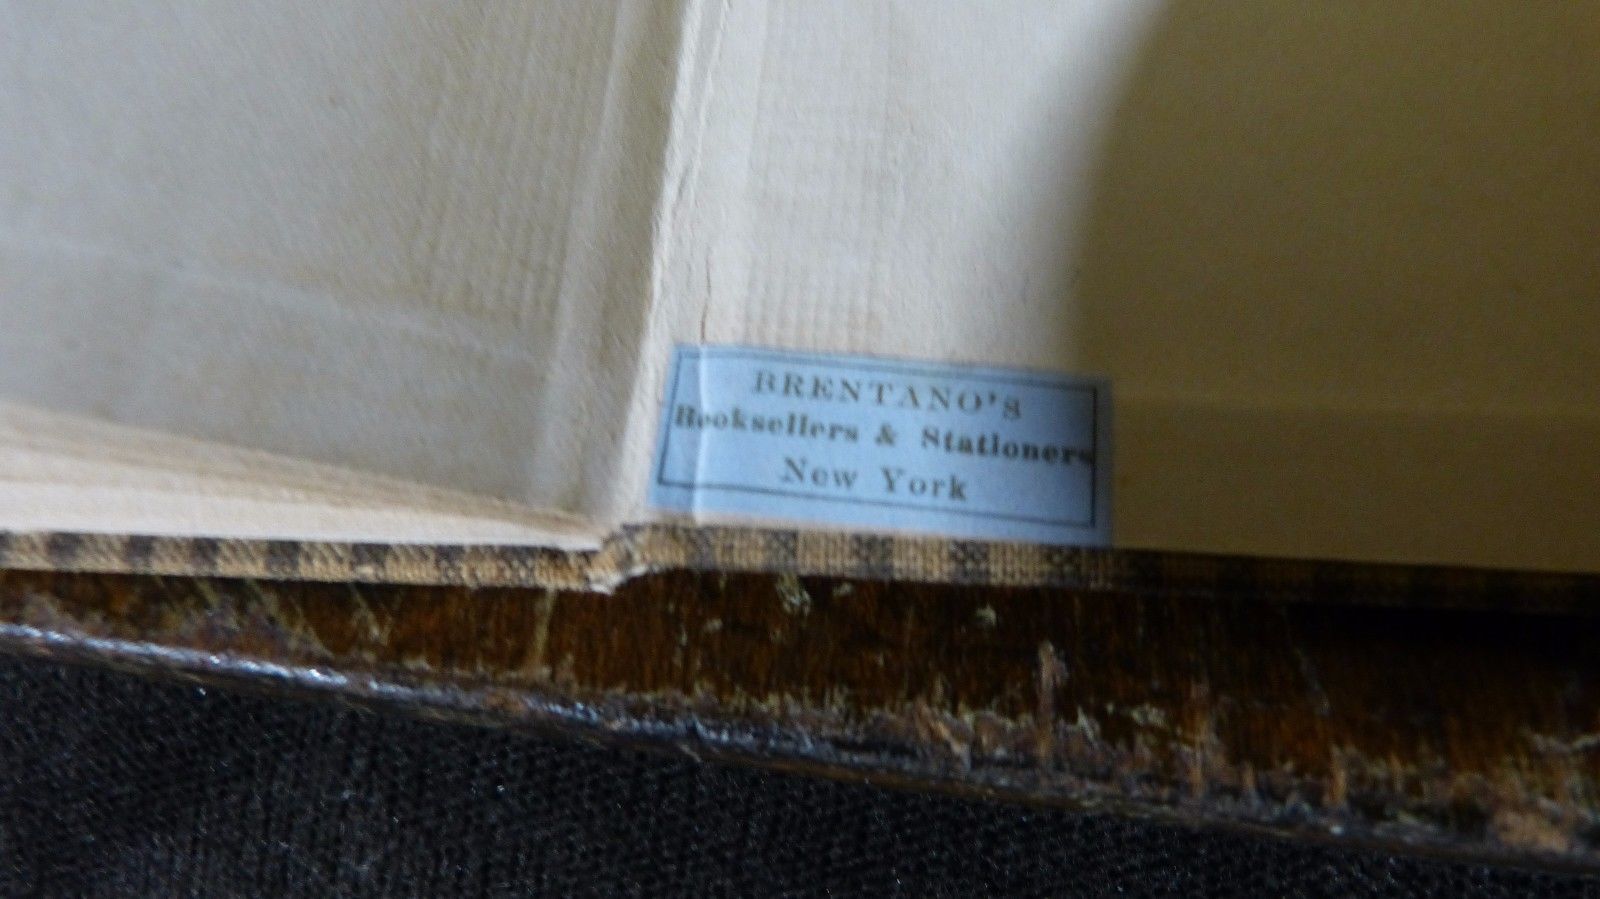 BRENTANO'S
Booksellers & Stationers
New York